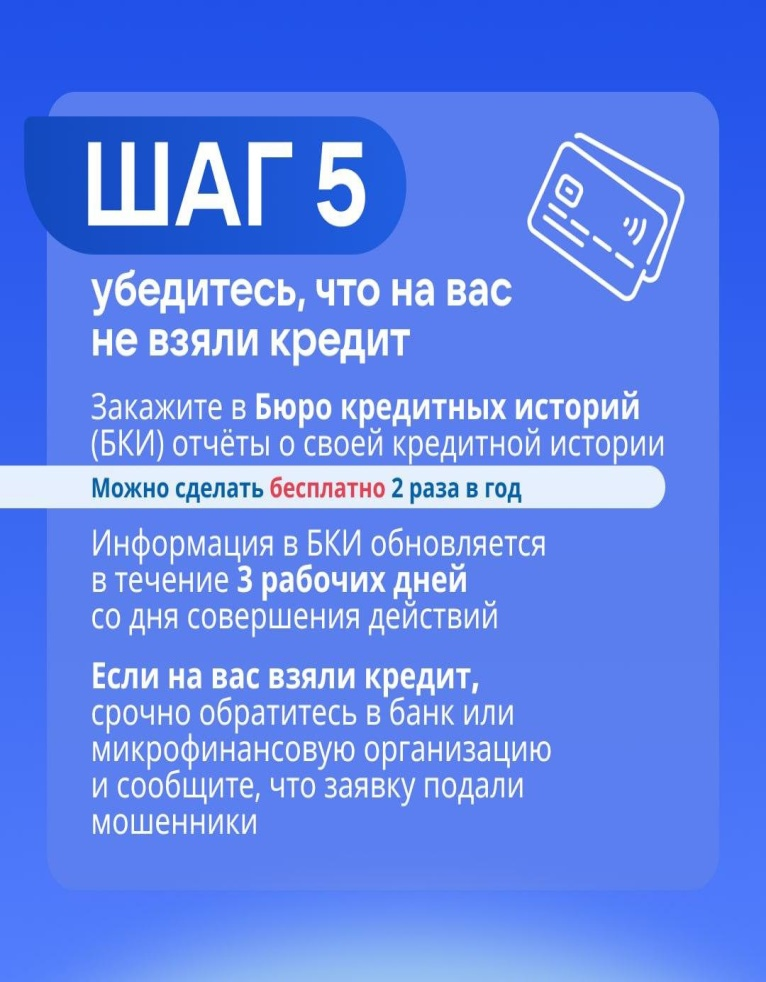 ШАГ 5
убедитесь, что на вас
не взяли кредит
Закажите в Бюро кредитных историй
(БКИ) отчёты о своей кредитной истории
Можно сделать бесплатно 2 раза в год
Информация в БКИ обновляется
в течение 3 рабочих дней
со дня совершения действий
Если на вас взяли кредит,
срочно обратитесь в банк или
микрофинансовую организацию
и сообщите, что заявку подали
мошенники